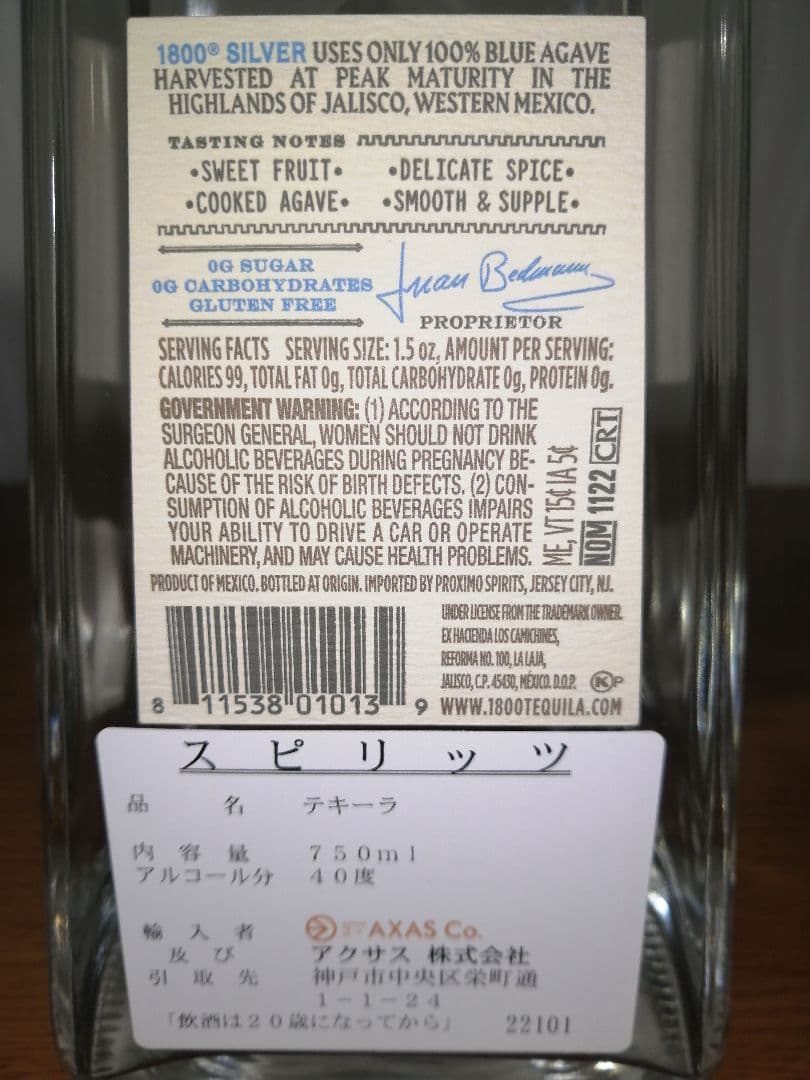 1800® SILVER USES ONLY 100% BLUE AGAVE
HARVESTED AT PEAK MATURITY IN THE
HIGHLANDS OF JALISCO, WESTERN MEXICO.
TASTING NOTES
•SWEET FRUIT• •DELICATE SPICE•
•COOKED AGAVE• •SMOOTH & SUPPLE•
0G SUGAR
0G CARBOHYDRATES
GLUTEN FREE
PROPRIETOR
SERVING FACTS SERVING SIZE: 1.5 oz, AMOUNT PER SERVING:
CALORIES 99, TOTAL FAT 0g, TOTAL CARBOHYDRATE 0g, PROTEIN 0g.
GOVERNMENT WARNING: (1) ACCORDING TO THE
SURGEON GENERAL, WOMEN SHOULD NOT DRINK
ALCOHOLIC BEVERAGES DURING PREGNANCY BE-
CAUSE OF THE RISK OF BIRTH DEFECTS. (2) CON-
SUMPTION OF ALCOHOLIC BEVERAGES IMPAIRS
YOUR ABILITY TO DRIVE A CAR OR OPERATE
MACHINERY, AND MAY CAUSE HEALTH PROBLEMS.
ME, VT 15¢ IA 5¢
NOM 1122 CRT
PRODUCT OF MEXICO. BOTTLED AT ORIGIN. IMPORTED BY PROXIMO SPIRITS, JERSEY CITY, NJ.
UNDER LICENSE FROM THE TRADEMARK OWNER.
EX HACIENDA LOS CAMICHINES,
REFORMA NO. 100, LA LAJA,
JALISCO, C.P. 45430, MÉXICO. D.O.P. KP
8 11538 01013 9 WWW.1800TEQUILA.COM
スピリッツ
品名 テキーラ
内容量 750ml
アルコール分 40度
輸入者 AXAS Co.
及び アクサス 株式会社
引取先 神戸市中央区栄町通
1-1-24
「飲酒は20歳になってから」 22101